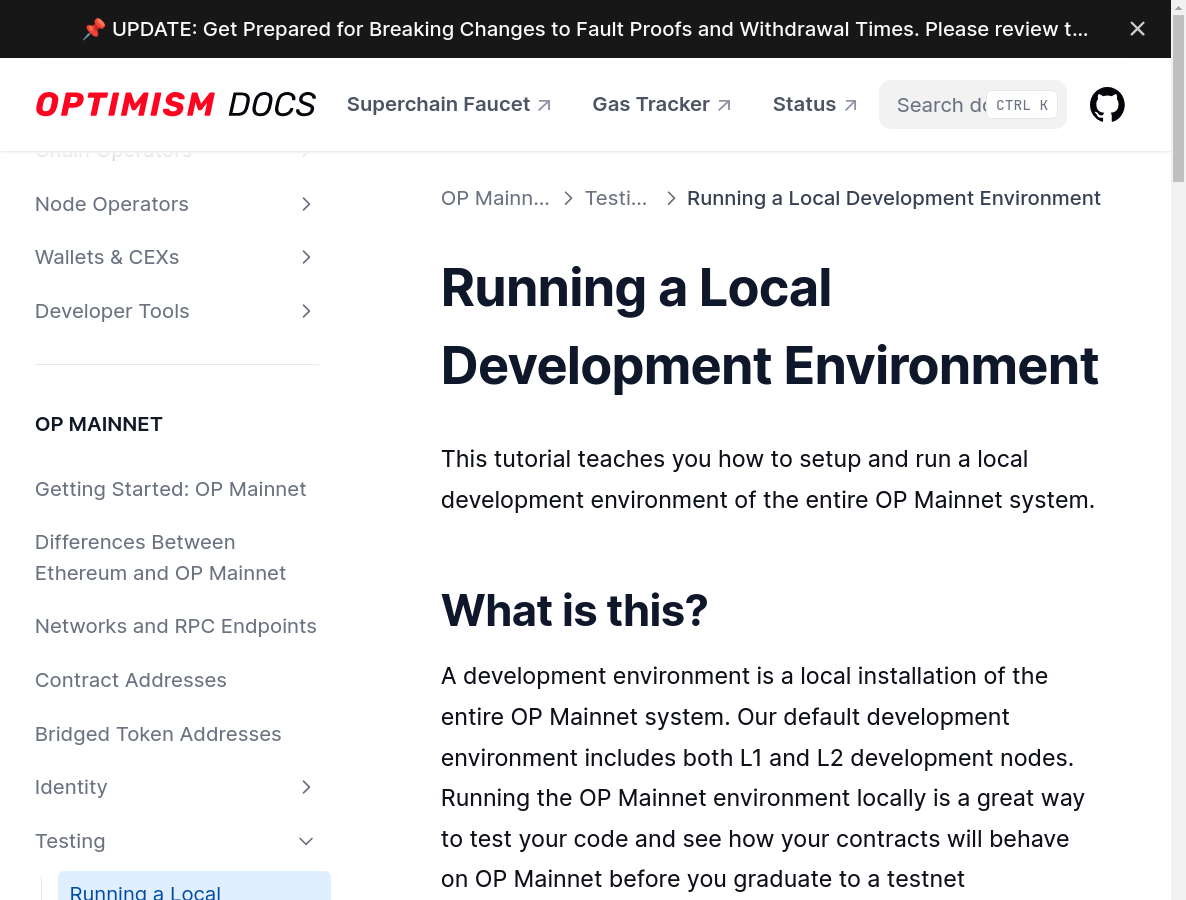 📌 UPDATE: Get Prepared for Breaking Changes to Fault Proofs and Withdrawal Times. Please review t...
OPTIMISM DOCS
Superchain Faucet
Gas Tracker
Status
Search do
CTRL K
Chain Operators
Node Operators
Wallets & CEXs
Developer Tools
OP MAINNET
Getting Started: OP Mainnet
Differences Between
Ethereum and OP Mainnet
Networks and RPC Endpoints
Contract Addresses
Bridged Token Addresses
Identity
Testing
Running a Local
OP Mainn... > Testi... > Running a Local Development Environment
Running a Local
Development Environment
This tutorial teaches you how to setup and run a local
development environment of the entire OP Mainnet system.
What is this?
A development environment is a local installation of the
entire OP Mainnet system. Our default development
environment includes both L1 and L2 development nodes.
Running the OP Mainnet environment locally is a great way
to test your code and see how your contracts will behave
on OP Mainnet before you graduate to a testnet